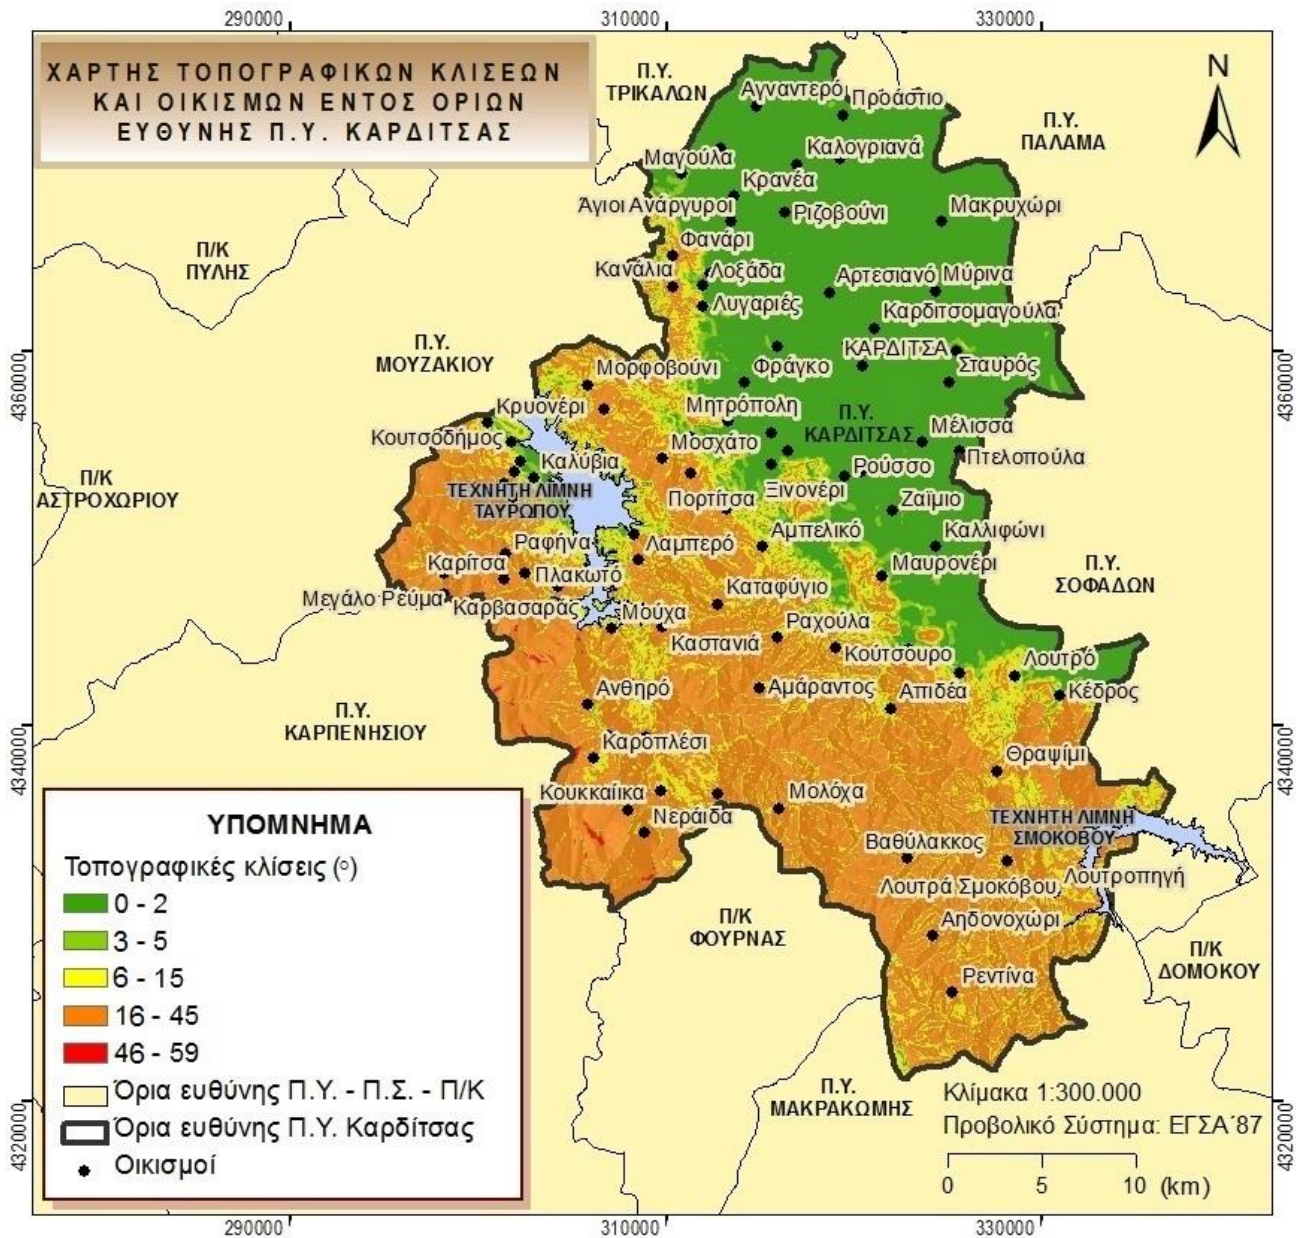 290000
310000
330000
ΧΑΡΤΗΣ ΤΟΠΟΓΡΑΦΙΚΩΝ ΚΛΙΣΕΩΝ
ΚΑΙ ΟΙΚΙΣΜΩΝ ΕΝΤΟΣ ΟΡΙΩΝ
ΕΥΘΥΝΗΣ Π.Υ. ΚΑΡΔΙΤΣΑΣ
Π.Υ.
ΤΡΙΚΑΛΩΝ
N
Αγναντερό
Προάστιο
Π.Υ.
ΠΑΛΑΜΑ
Μαγούλα
Καλογριανά
Κρανέα
Άγιοι Ανάργυροι
Ριζοβούνι
Μακρυχώρι
Π/Κ
ΠΥΛΗΣ
Φανάρι
Κανάλια
Λοξάδα
Αρτεσιανό
Μύρινα
Λυγαριές
Καρδιτσομαγούλα
Π.Υ.
ΜΟΥΖΑΚΙΟΥ
ΚΑΡΔΙΤΣΑ
4360000
4360000
Μορφοβούνι
Φράγκο
Σταυρός
Κρυονέρι
Μητρόπολη
Π.Υ.
ΚΑΡΔΙΤΣΑΣ
Μέλισσα
Κουτσοδήμος
Μοσχάτο
Πτελοπούλα
Καλύβια
Ρούσσο
Π/Κ
ΑΣΤΡΟΧΩΡΙΟΥ
ΤΕΧΝΗΤΗ ΛΙΜΝΗ
ΤΑΥΡΩΠΟΥ
Πορτίτσα
Ξινονέρι
Ζαΐμιο
Ραφήνα
Λαμπερό
Αμπελικό
Καλλιφώνι
Καρίτσα
Πλακωτό
Μαυρονέρι
Π.Υ.
ΣΟΦΑΔΩΝ
Μεγάλο Ρεύμα
Καρβασαράς
Καταφύγιο
Μούχα
Ραχούλα
Καστανιά
Κούτσουρο
Λουτρό
Ανθηρό
Αμάραντος
Απιδέα
Κέδρος
Π.Υ.
ΚΑΡΠΕΝΗΣΙΟΥ
4340000
4340000
Καροπλέσι
Θραψίμι
Κουκκαίικα
Μολόχα
Νεράιδα
ΤΕΧΝΗΤΗ ΛΙΜΝΗ
ΣΜΟΚΟΒΟΥ
Βαθύλακκος
Λουτρά Σμοκόβου
Λουτροπηγή
Π/Κ
ΦΟΥΡΝΑΣ
Αηδονοχώρι
Π/Κ
ΔΟΜΟΚΟΥ
Ρεντίνα
Π.Υ.
ΜΑΚΡΑΚΩΜΗΣ
ΥΠΟΜΝΗΜΑ
Τοπογραφικές κλίσεις (ο)
0 - 2
3 - 5
6 - 15
16 - 45
46 - 59
Όρια ευθύνης Π.Υ. - Π.Σ. - Π/Κ
Όρια ευθύνης Π.Υ. Καρδίτσας
Οικισμοί
Κλίμακα 1:300.000
Προβολικό Σύστημα: ΕΓΣΑ΄87
0 5 10 (km)
4320000
4320000
290000
310000
330000